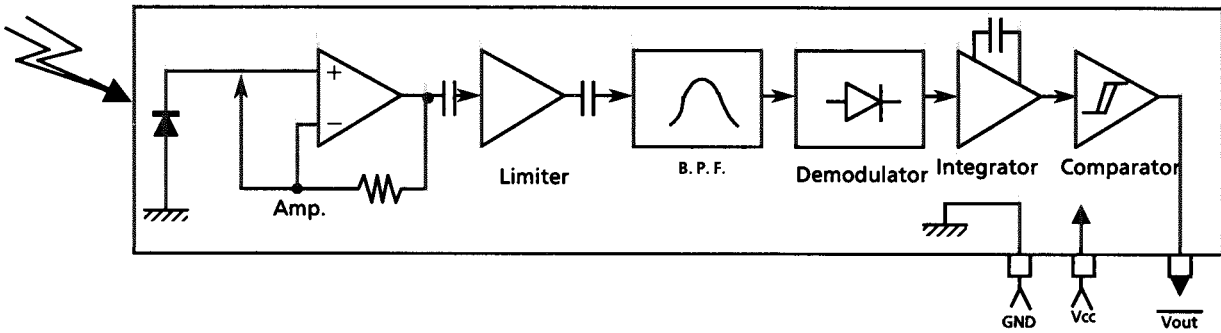 +
−
Amp.
Limiter
B. P. F.
Demodulator
Integrator
Comparator
GND
Vcc
Vout